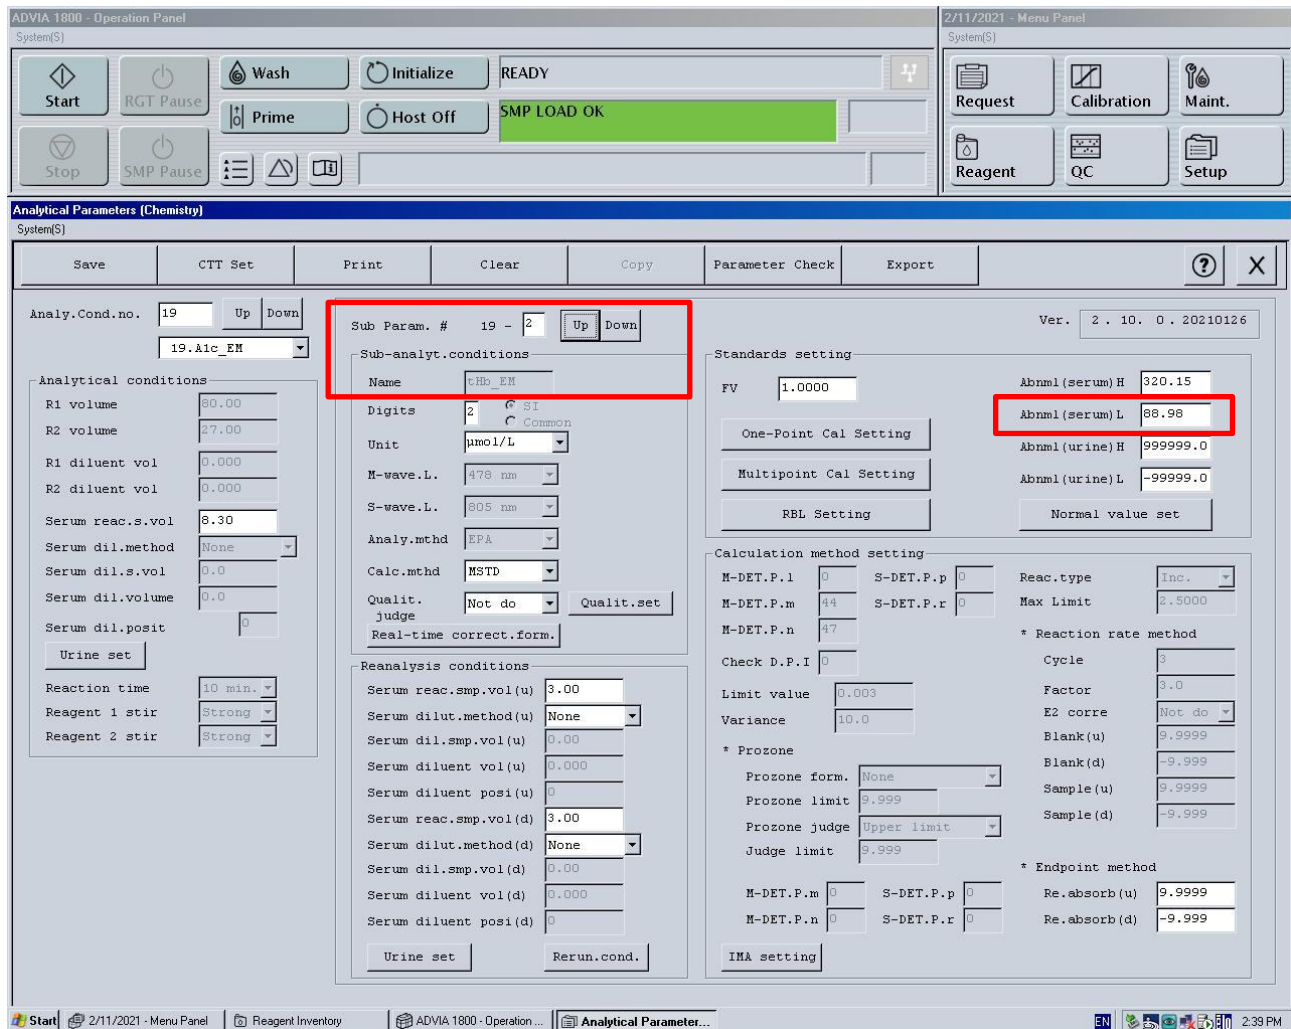 ADVIA 1800 - Operation Panel
System(S)
Start
RGT Pause
Wash
Initialize
READY
Prime
Host Off
SMP LOAD OK
Stop
SMP Pause
2/11/2021 - Menu Panel
System(S)
Request
Calibration
Maint.
Reagent
QC
Setup
Analytical Parameters (Chemistry)
System(S)
Save CTT Set Print Clear Copy Parameter Check Export ? X
Analy.Cond.no. 19 Up Down
19.A1c_EM
Analytical conditions
R1 volume 80.00
R2 volume 27.00
R1 diluent vol 0.000
R2 diluent vol 0.000
Serum reac.s.vol 8.30
Serum dil.method None
Serum dil.s.vol 0.0
Serum dil.volume 0.0
Serum dil.posit 0
Urine set
Reaction time 10 min.
Reagent 1 stir Strong
Reagent 2 stir Strong
Sub Param. # 19 - 2 Up Down
Sub-analyt.conditions
Name tHb_EM
Digits 2 SI
Common
Unit µmol/L
M-wave.L. 478 nm
S-wave.L. 805 nm
Analy.mthd EPA
Calc.mthd MSTD
Qualit.
judge Not do Qualit.set
Real-time correct.form.
Reanalysis conditions
Serum reac.smp.vol(u) 3.00
Serum dilut.method(u) None
Serum dil.smp.vol(u) 0.00
Serum diluent vol(u) 0.000
Serum diluent posi(u) 0
Serum reac.smp.vol(d) 3.00
Serum dilut.method(d) None
Serum dil.smp.vol(d) 0.00
Serum diluent vol(d) 0.000
Serum diluent posi(d) 0
Urine set Rerun.cond.
Ver. 2 . 10. 0 . 20210126
Standards setting
FV 1.0000
One-Point Cal Setting
Multipoint Cal Setting
RBL Setting
Abnml(serum)H 320.15
Abnml(serum)L 88.98
Abnml(urine)H 999999.0
Abnml(urine)L -99999.0
Normal value set
Calculation method setting
M-DET.P.l 0 S-DET.P.p 0
M-DET.P.m 44 S-DET.P.r 0
M-DET.P.n 47
Check D.P.I 0
Limit value 0.003
Variance 10.0
* Prozone
Prozone form. None
Prozone limit 9.999
Prozone judge Upper limit
Judge limit 9.999
M-DET.P.m 0 S-DET.P.p 0
M-DET.P.n 0 S-DET.P.r 0
IMA setting
Reac.type Inc.
Max Limit 2.5000
* Reaction rate method
Cycle 3
Factor 3.0
E2 corre Not do
Blank(u) 9.9999
Blank(d) -9.999
Sample(u) 9.9999
Sample(d) -9.999
* Endpoint method
Re.absorb(u) 9.9999
Re.absorb(d) -9.999
Start 2/11/2021 - Menu Panel Reagent Inventory ADVIA 1800 - Operation ... Analytical Parameter... EN 2:39 PM